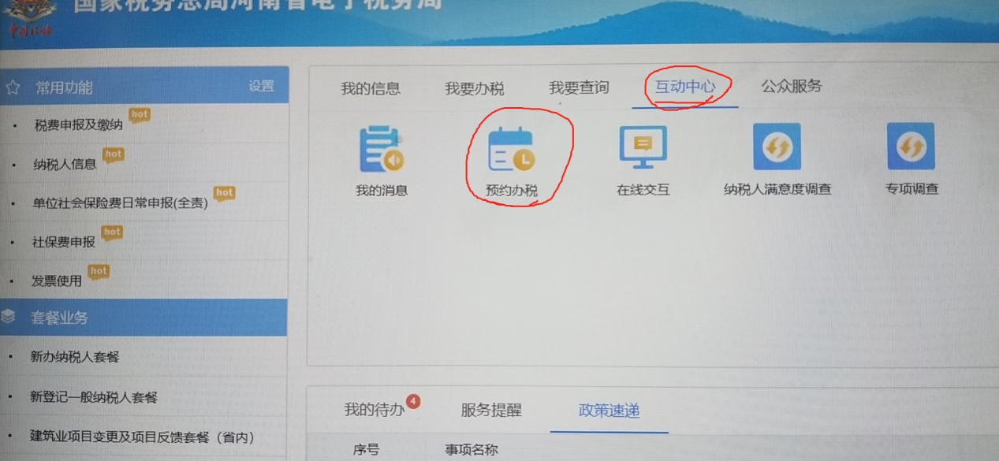 国家税务总局河南省电子税务局
中国税务
常用功能 设置
税费申报及缴纳 hot
纳税人信息 hot
单位社会保险费日常申报(全责) hot
社保费申报 hot
发票使用 hot
套餐业务
新办纳税人套餐
新登记一般纳税人套餐
建筑业项目变更及项目反馈套餐（省内）
我的信息 我要办税 我要查询 互动中心 公众服务
我的消息 预约办税 在线交互 纳税人满意度调查 专项调查
我的待办 4 服务提醒 政策速递
序号 事项名称